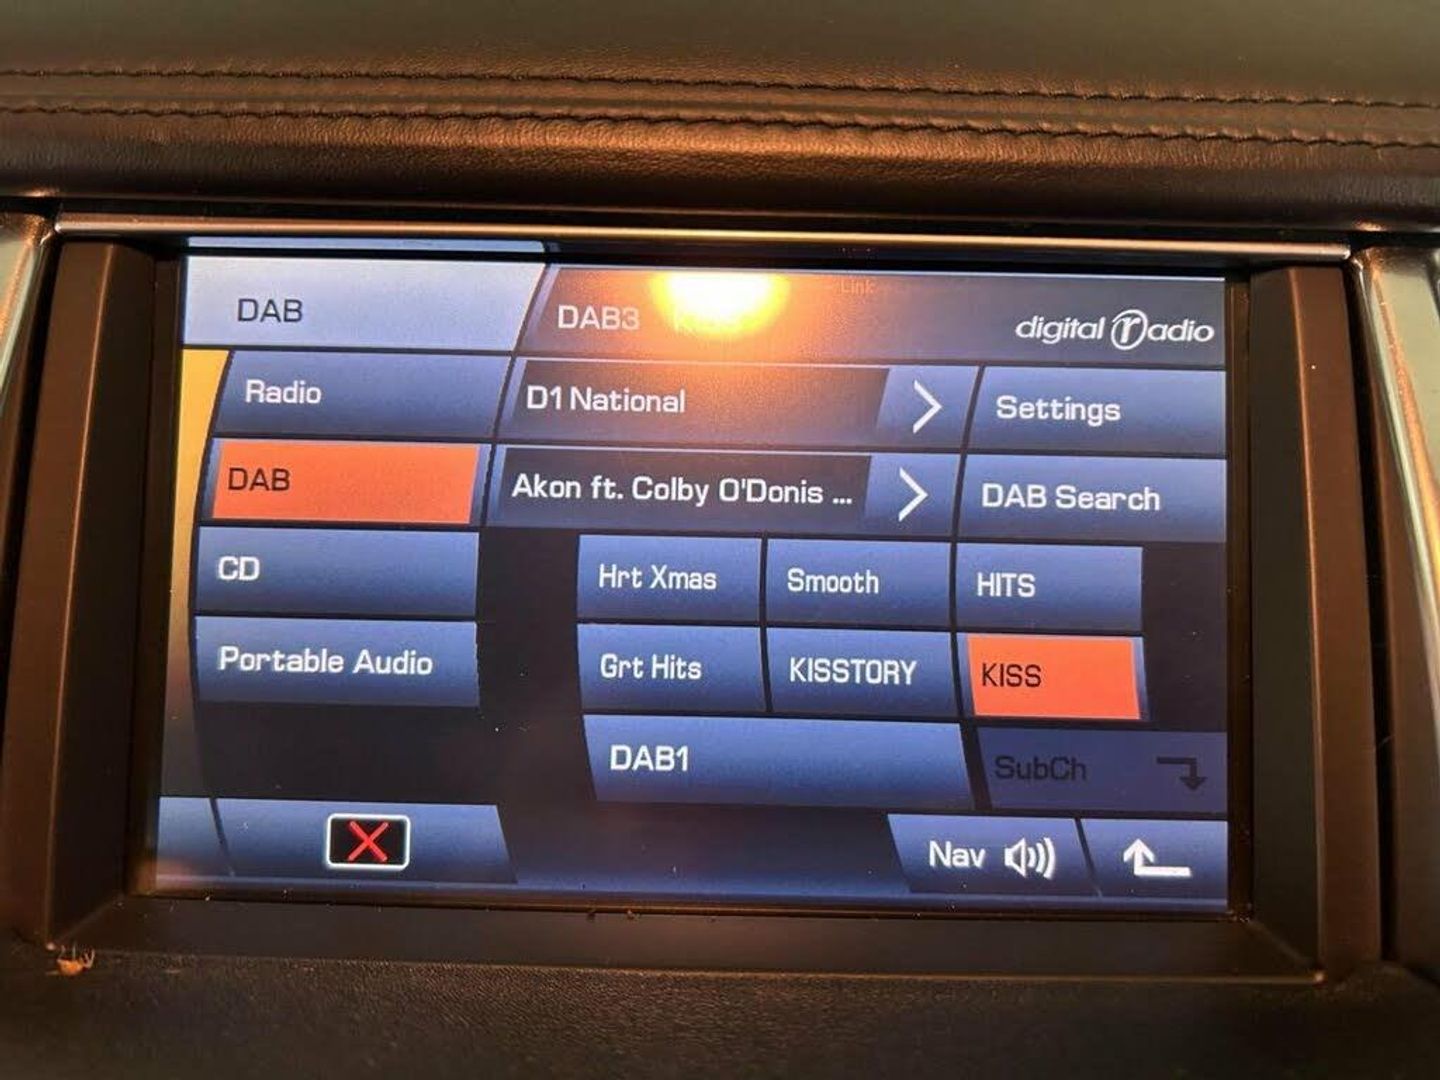 DAB
DAB3
Link
digital radio
Radio
D1 National
Settings
DAB
Akon ft. Colby O'Donis ...
DAB Search
CD
Hrt Xmas
Smooth
HITS
Portable Audio
Grt Hits
KISSTORY
KISS
DAB1
SubCh
Nav